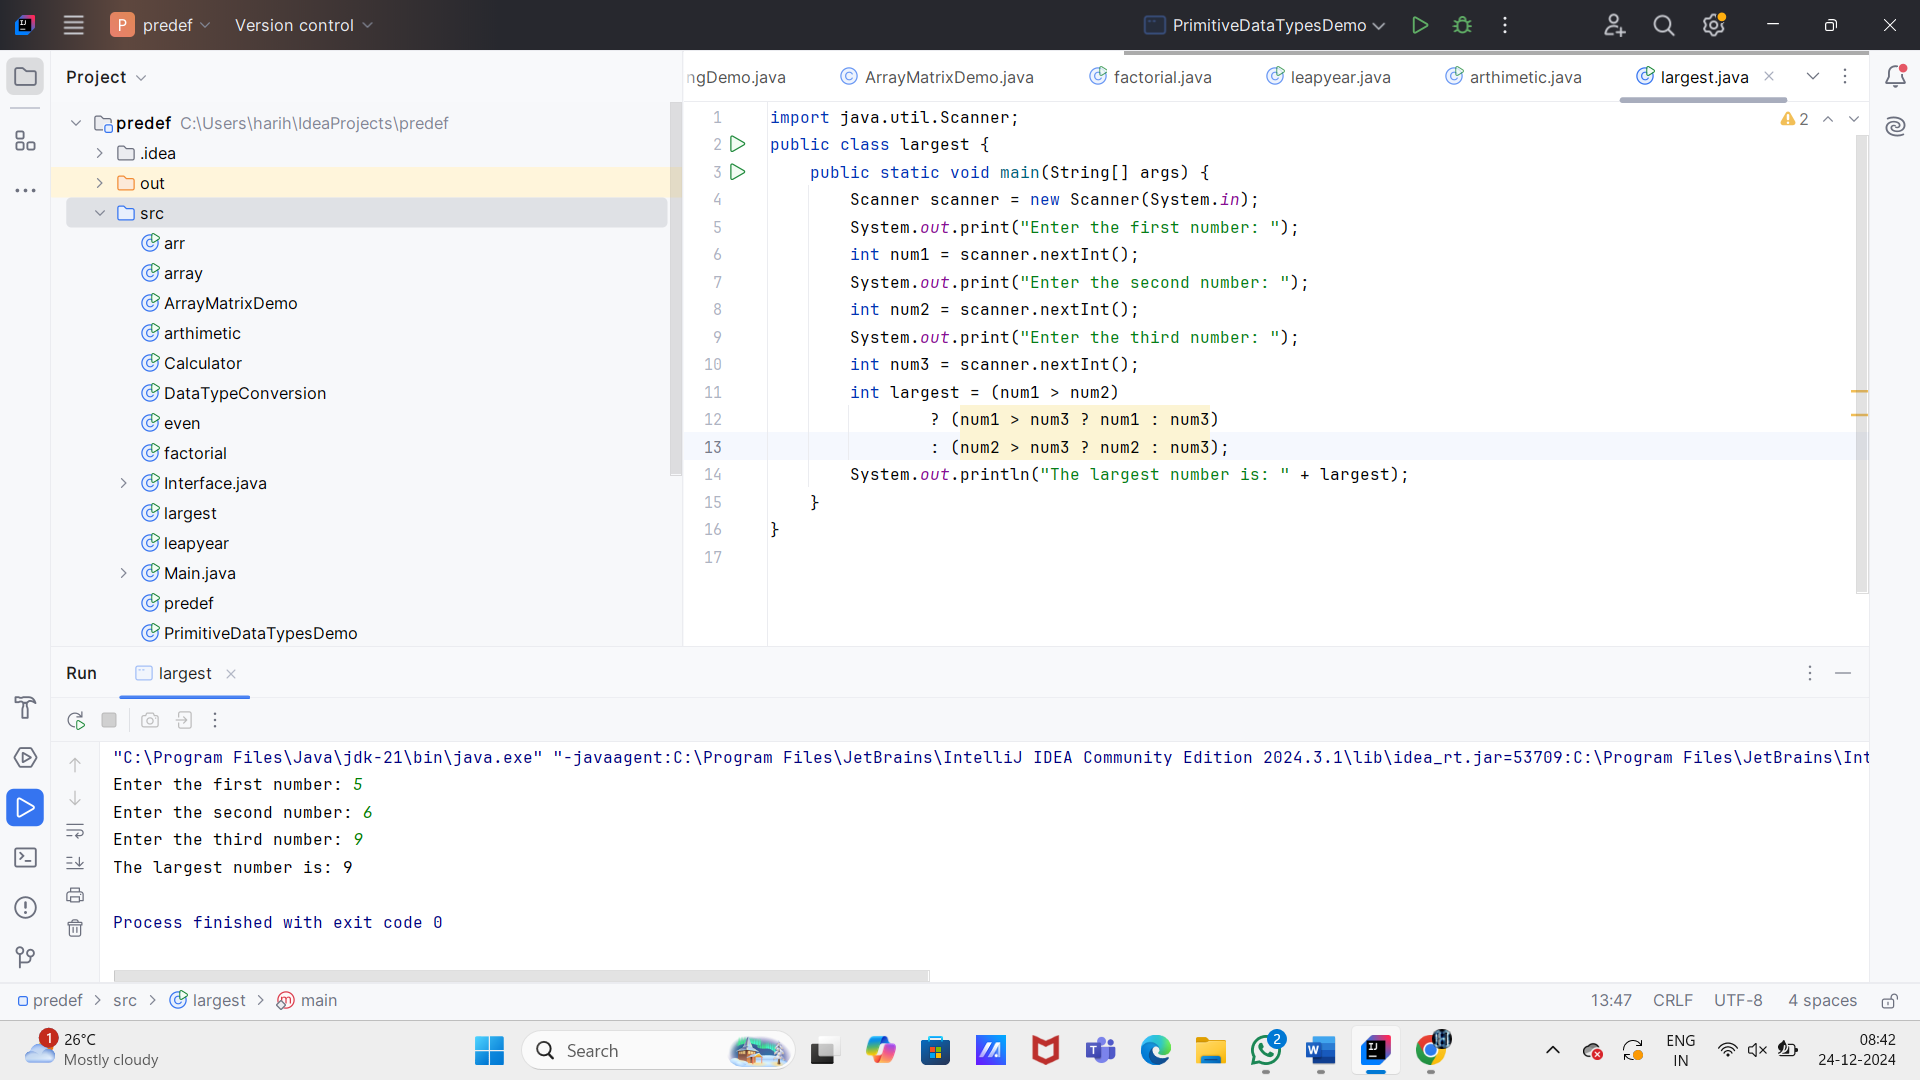 P predef Version control PrimitiveDataTypesDemo
Project
ngDemo.java ArrayMatrixDemo.java factorial.java leapyear.java arthimetic.java largest.java
predef C:\Users\harih\IdeaProjects\predef
.idea
out
src
arr
array
ArrayMatrixDemo
arthimetic
Calculator
DataTypeConversion
even
factorial
Interface.java
largest
leapyear
Main.java
predef
PrimitiveDataTypesDemo
2
1 import java.util.Scanner;
2 public class largest {
3 public static void main(String[] args) {
4 Scanner scanner = new Scanner(System.in);
5 System.out.print("Enter the first number: ");
6 int num1 = scanner.nextInt();
7 System.out.print("Enter the second number: ");
8 int num2 = scanner.nextInt();
9 System.out.print("Enter the third number: ");
10 int num3 = scanner.nextInt();
11 int largest = (num1 > num2)
12 ? (num1 > num3 ? num1 : num3)
13 : (num2 > num3 ? num2 : num3);
14 System.out.println("The largest number is: " + largest);
15 }
16 }
17
Run largest
"C:\Program Files\Java\jdk-21\bin\java.exe" "-javaagent:C:\Program Files\JetBrains\IntelliJ IDEA Community Edition 2024.3.1\lib\idea_rt.jar=53709:C:\Program Files\JetBrains\Int
Enter the first number: 5
Enter the second number: 6
Enter the third number: 9
The largest number is: 9
Process finished with exit code 0
predef > src > largest > main 13:47 CRLF UTF-8 4 spaces
1 26°C
Mostly cloudy
Search
2
ENG
IN
08:42
24-12-2024